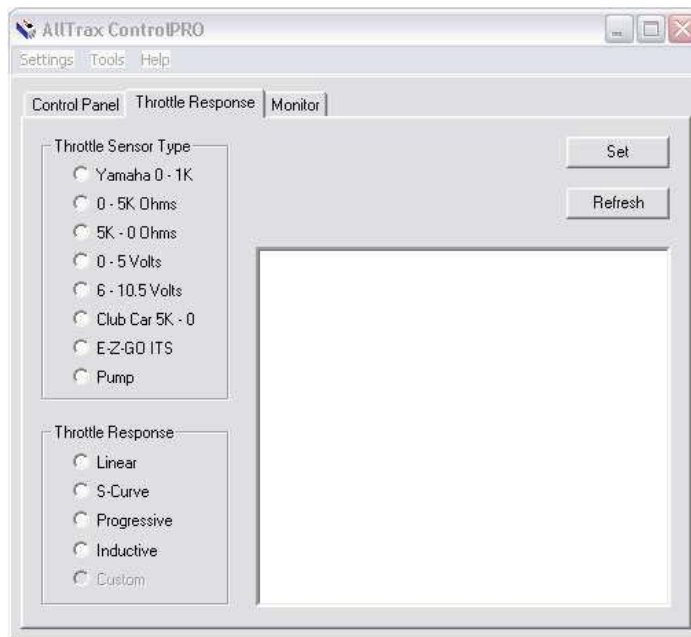 AllTrax ControlPRO
Settings Tools Help
Control Panel Throttle Response Monitor
Throttle Sensor Type
Yamaha 0 - 1K
0 - 5K Ohms
5K - 0 Ohms
0 - 5 Volts
6 - 10.5 Volts
Club Car 5K - 0
E-Z-GO ITS
Pump
Set
Refresh
Throttle Response
Linear
S-Curve
Progressive
Inductive
Custom